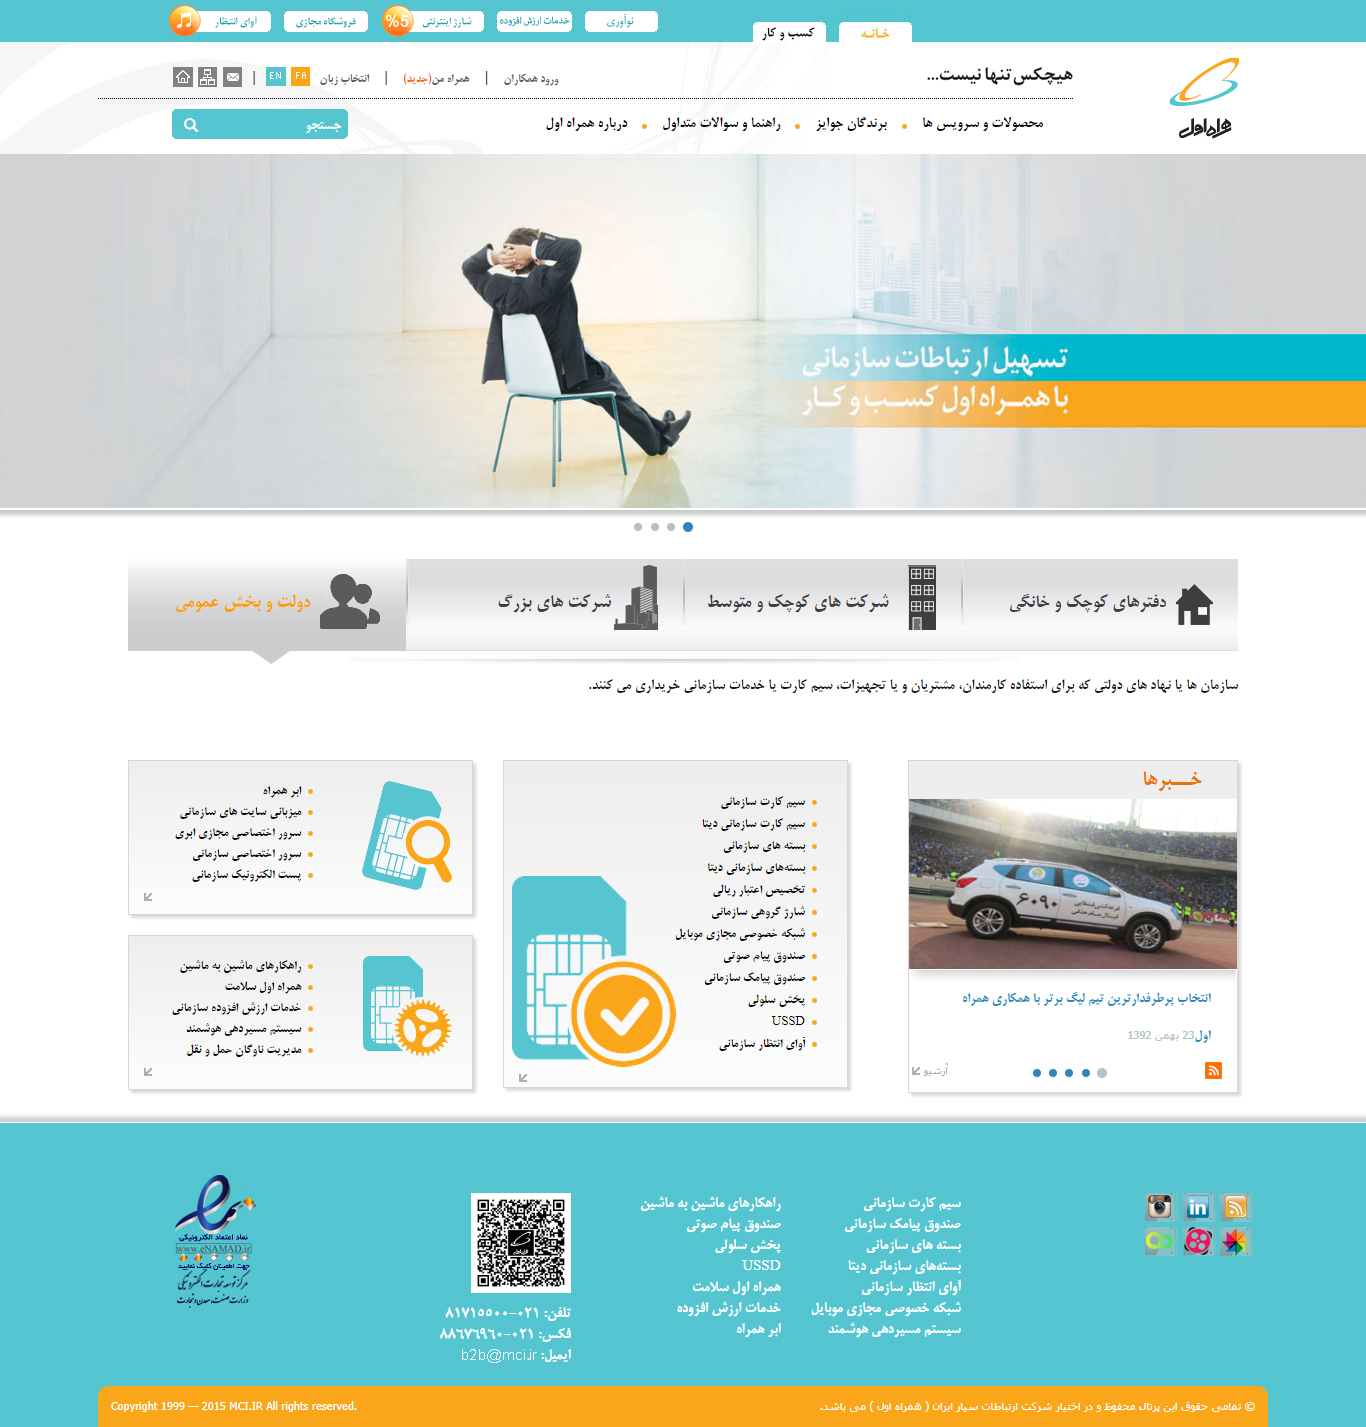 نوآوری
خدمات ارزش افزوده
شارژ اینترنتی
%5
فروشگاه مجازی
آوای انتظار
خـانـه
کسب و کار
هیچکس تنها نیست...
ورود همکاران
همراه من(جدید)
انتخاب زبان
FA
EN
همراه اول
محصولات و سرویس ها
برندگان جوایز
راهنما و سوالات متداول
درباره همراه اول
جستجو
تسهیل ارتباطات سازمانی
با همـراه اول کسـب و کـار
دفترهای کوچک و خانگی
شرکت های کوچک و متوسط
شرکت های بزرگ
دولت و بخش عمومی
سازمان ها یا نهاد های دولتی که برای استفاده کارمندان، مشتریان و یا تجهیزات، سیم کارت یا خدمات سازمانی خریداری می کنند.
خـــبرها
۶۰۹۰
انتخاب پرطرفدارترین تیم لیگ برتر با همکاری همراه
اول23 بهمن 1392
آرشیو
سیم کارت سازمانی
سیم کارت سازمانی دیتا
بسته های سازمانی
بسته‌های سازمانی دیتا
تخصیص اعتبار ریالی
شارژ گروهی سازمانی
شبکه خصوصی مجازی موبایل
صندوق پیام صوتی
صندوق پیامک سازمانی
پخش سلولی
USSD
آوای انتظار سازمانی
ابر همراه
میزبانی سایت های سازمانی
سرور اختصاصی مجازی ابری
سرور اختصاصی سازمانی
پست الکترونیک سازمانی
راهکارهای ماشین به ماشین
همراه اول سلامت
خدمات ارزش افزوده سازمانی
سیستم مسیردهی هوشمند
مدیریت ناوگان حمل و نقل
سیم کارت سازمانی
صندوق پیامک سازمانی
بسته های سازمانی
بسته‌های سازمانی دیتا
آوای انتظار سازمانی
شبکه خصوصی مجازی موبایل
سیستم مسیردهی هوشمند
راهکارهای ماشین به ماشین
صندوق پیام صوتی
پخش سلولی
USSD
همراه اول سلامت
خدمات ارزش افزوده
ابر همراه
تلفن: ۰۲۱-۸۱۷۱۵۵۰۰
فکس: ۰۲۱-۸۸۶۷۶۹۶۰
ایمیل: b2b@mci.ir
نماد اعتماد الکترونیکی
www.eNAMAD.ir
جهت اطمینان کلیک نمایید
مرکز توسعه تجارت الکترونیکی
وزارت صنعت، معدن و تجارت
© تمامی حقوق این پرتال محفوظ و در اختیار شرکت ارتباطات سیار ایران ( همراه اول ) می باشد.
Copyright 1999 — 2015 MCI.IR All rights reserved.